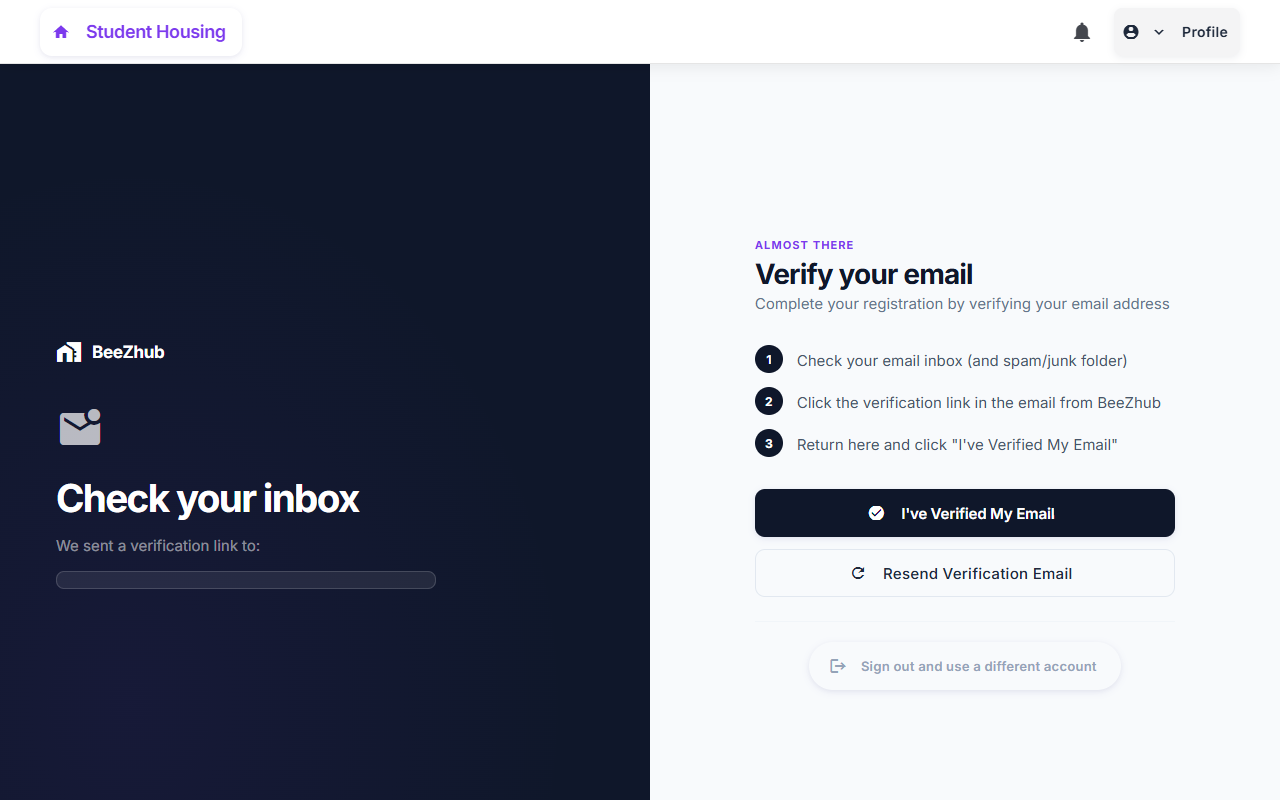 Student Housing
Profile
BeeZhub
Check your inbox
We sent a verification link to:
ALMOST THERE
Verify your email
Complete your registration by verifying your email address
1 Check your email inbox (and spam/junk folder)
2 Click the verification link in the email from BeeZhub
3 Return here and click "I've Verified My Email"
I've Verified My Email
Resend Verification Email
Sign out and use a different account